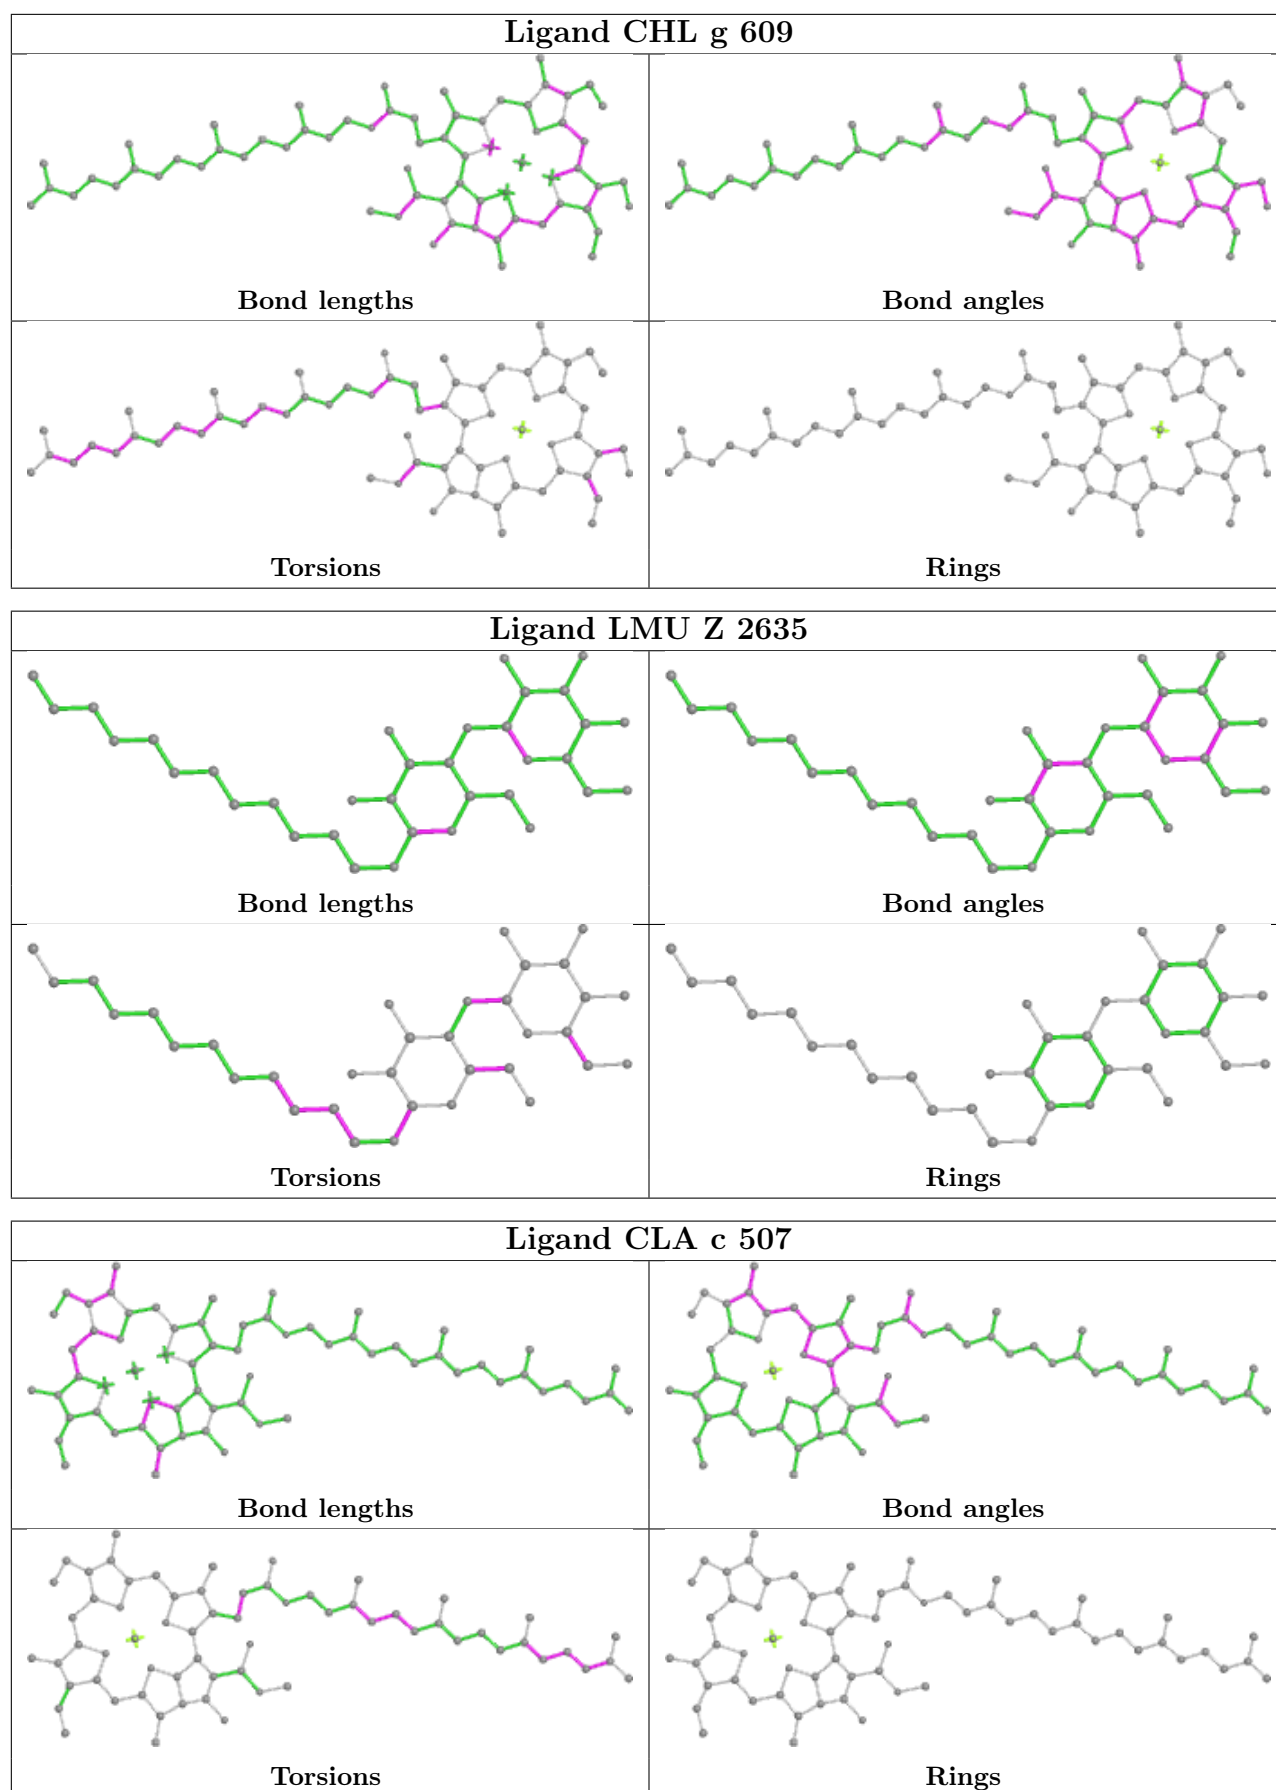 Ligand CHL g 609
Bond lengths
Bond angles
Torsions
Rings
Ligand LMU Z 2635
Bond lengths
Bond angles
Torsions
Rings
Ligand CLA c 507
Bond lengths
Bond angles
Torsions
Rings